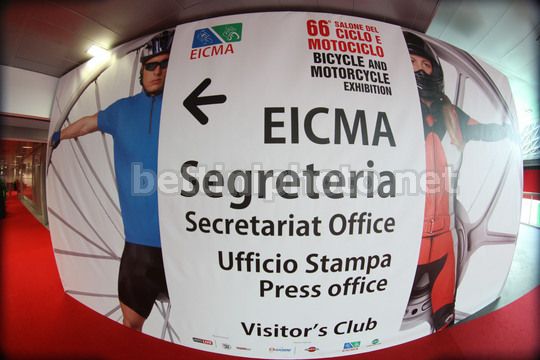 EICMA
66° SALONE DEL
CICLO E
MOTOCICLO
BICYCLE AND
MOTORCYCLE
EXHIBITION
EICMA
Segreteria
Secretariat Office
Ufficio Stampa
Press office
Visitor's Club
EICMA